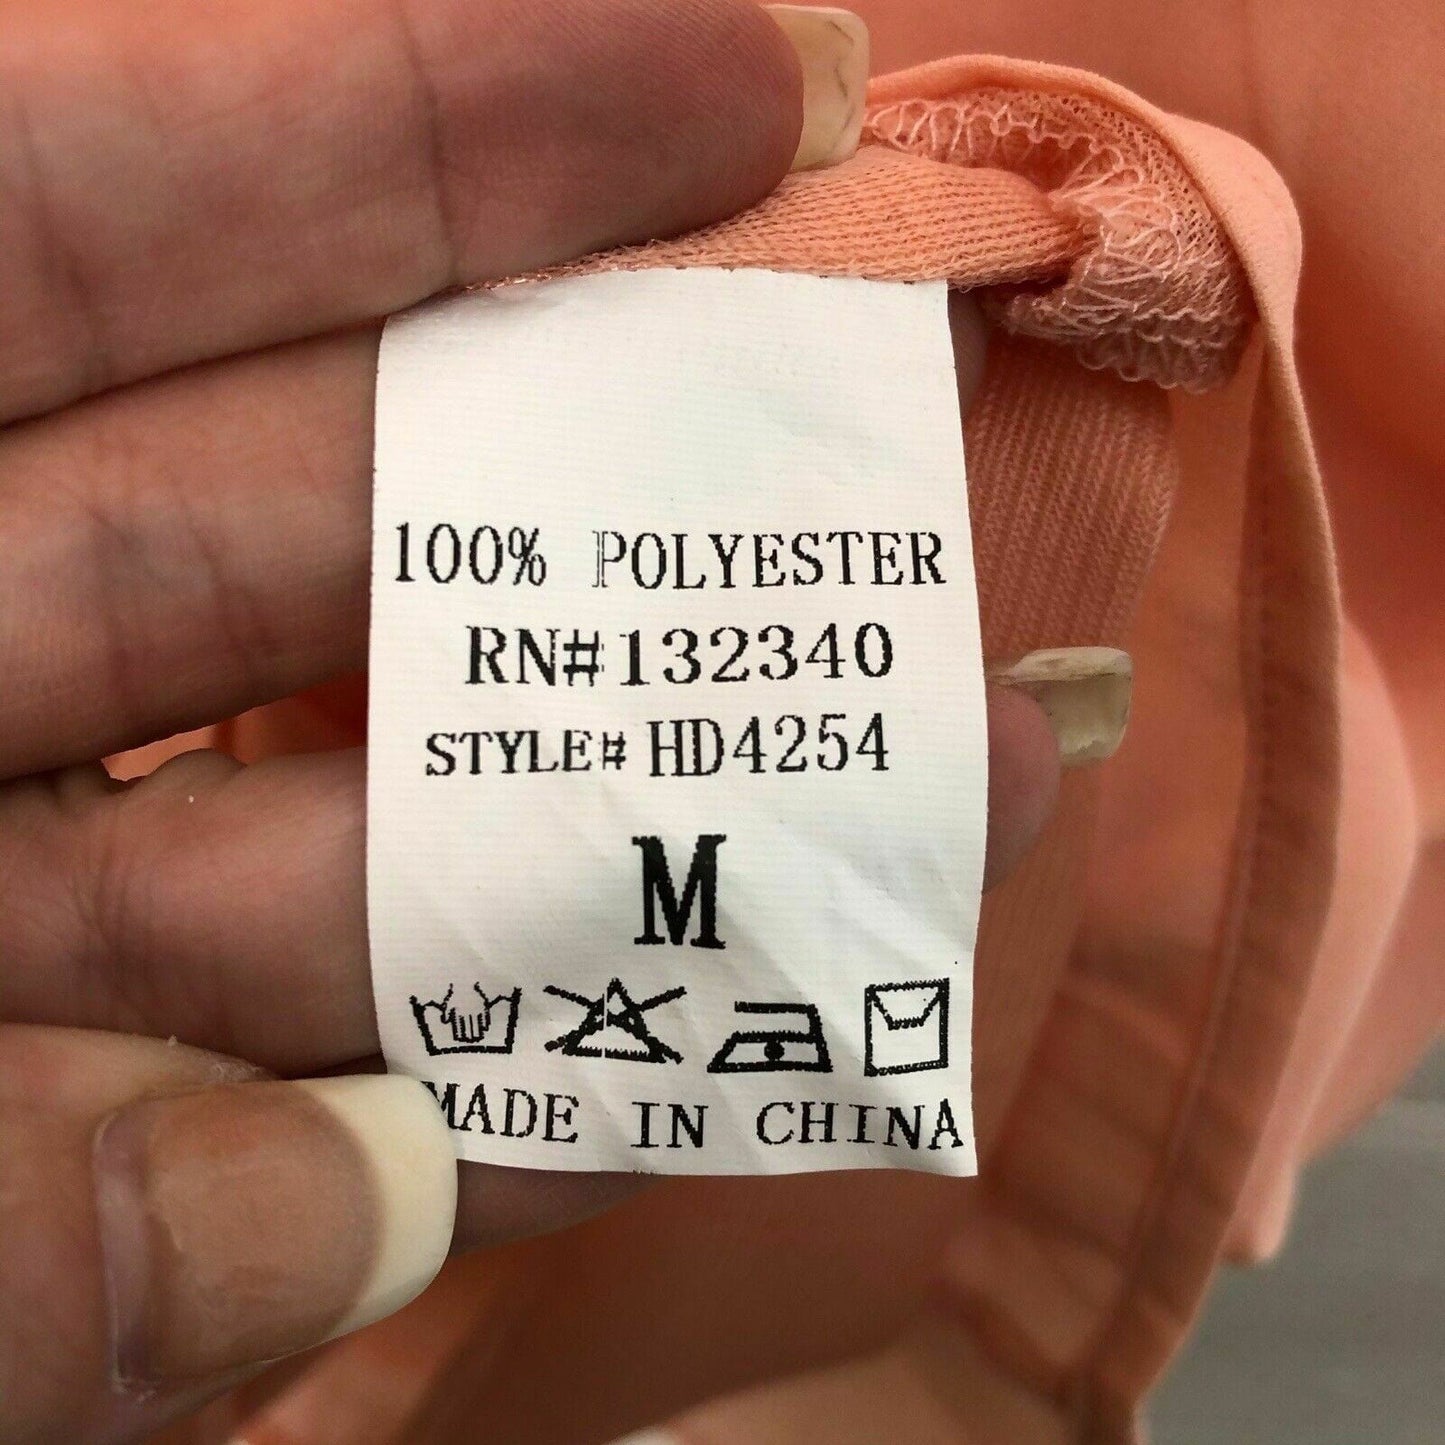 100% POLYESTER
RN#132340
STYLE# HD4254
M
MADE IN CHINA